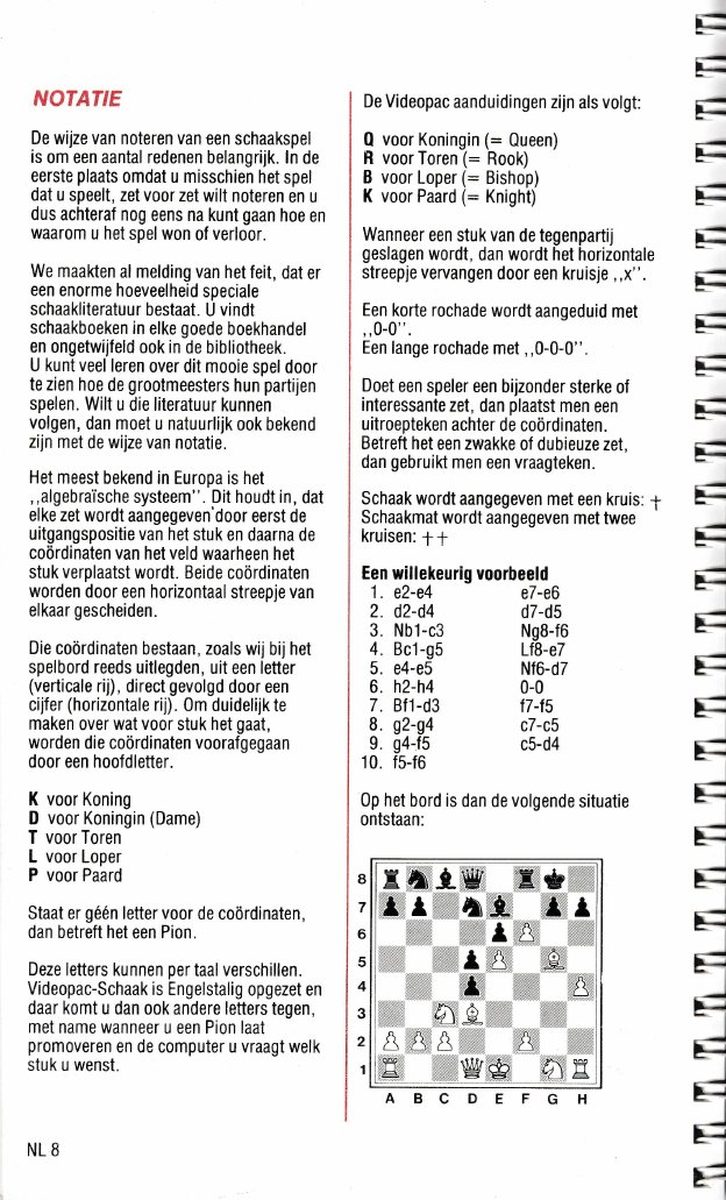 NOTATIE
De wijze van noteren van een schaakspel
is om een aantal redenen belangrijk. In de
eerste plaats omdat u misschien het spel
dat u speelt, zet voor zet wilt noteren en u
dus achteraf nog eens na kunt gaan hoe en
waarom u het spel won of verloor.
We maakten al melding van het feit, dat er
een enorme hoeveelheid speciale
schaakliteratuur bestaat. U vindt
schaakboeken in elke goede boekhandel
en ongetwijfeld ook in de bibliotheek.
U kunt veel leren over dit mooie spel door
te zien hoe de grootmeesters hun partijen
spelen. Wilt u die literatuur kunnen
volgen, dan moet u natuurlijk ook bekend
zijn met de wijze van notatie.
Het meest bekend in Europa is het
,,algebraïsche systeem''. Dit houdt in, dat
elke zet wordt aangegeven door eerst de
uitgangspositie van het stuk en daarna de
coördinaten van het veld waarheen het
stuk verplaatst wordt. Beide coördinaten
worden door een horizontaal streepje van
elkaar gescheiden.
Die coördinaten bestaan, zoals wij bij het
spelbord reeds uitlegden, uit een letter
(verticale rij), direct gevolgd door een
cijfer (horizontale rij). Om duidelijk te
maken over wat voor stuk het gaat,
worden die coördinaten voorafgegaan
door een hoofdletter.
K voor Koning
D voor Koningin (Dame)
T voor Toren
L voor Loper
P voor Paard
Staat er géén letter voor de coördinaten,
dan betreft het een Pion.
Deze letters kunnen per taal verschillen.
Videopac-Schaak is Engelstalig opgezet en
daar komt u dan ook andere letters tegen,
met name wanneer u een Pion laat
promoveren en de computer u vraagt welk
stuk u wenst.
NL 8
De Videopac aanduidingen zijn als volgt:
Q voor Koningin (= Queen)
R voor Toren (= Rook)
B voor Loper (= Bishop)
K voor Paard (= Knight)
Wanneer een stuk van de tegenpartij
geslagen wordt, dan wordt het horizontale
streepje vervangen door een kruisje ,,x''.
Een korte rochade wordt aangeduid met
,,0-0''.
Een lange rochade met ,,0-0-0''.
Doet een speler een bijzonder sterke of
interessante zet, dan plaatst men een
uitroepteken achter de coördinaten.
Betreft het een zwakke of dubieuze zet,
dan gebruikt men een vraagteken.
Schaak wordt aangegeven met een kruis: †
Schaakmat wordt aangegeven met twee
kruisen: ††
Een willekeurig voorbeeld
1. e2-e4 e7-e6
2. d2-d4 d7-d5
3. Nb1-c3 Ng8-f6
4. Bc1-g5 Lf8-e7
5. e4-e5 Nf6-d7
6. h2-h4 0-0
7. Bf1-d3 f7-f5
8. g2-g4 c7-c5
9. g4-f5 c5-d4
10. f5-f6
Op het bord is dan de volgende situatie
ontstaan:
8
7
6
5
4
3
2
1
A B C D E F G H